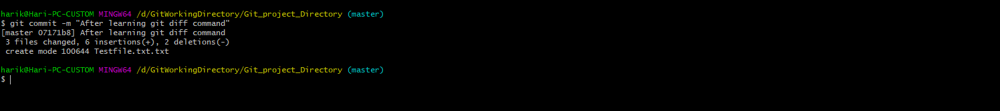 harik@Hari-PC-CUSTOM MINGW64 /d/GitWorkingDirectory/Git_project_Directory (master)
$ git commit -m "After learning git diff command"
[master 07171b8] After learning git diff command
 3 files changed, 6 insertions(+), 2 deletions(-)
 create mode 100644 Testfile.txt.txt
harik@Hari-PC-CUSTOM MINGW64 /d/GitWorkingDirectory/Git_project_Directory (master)
$